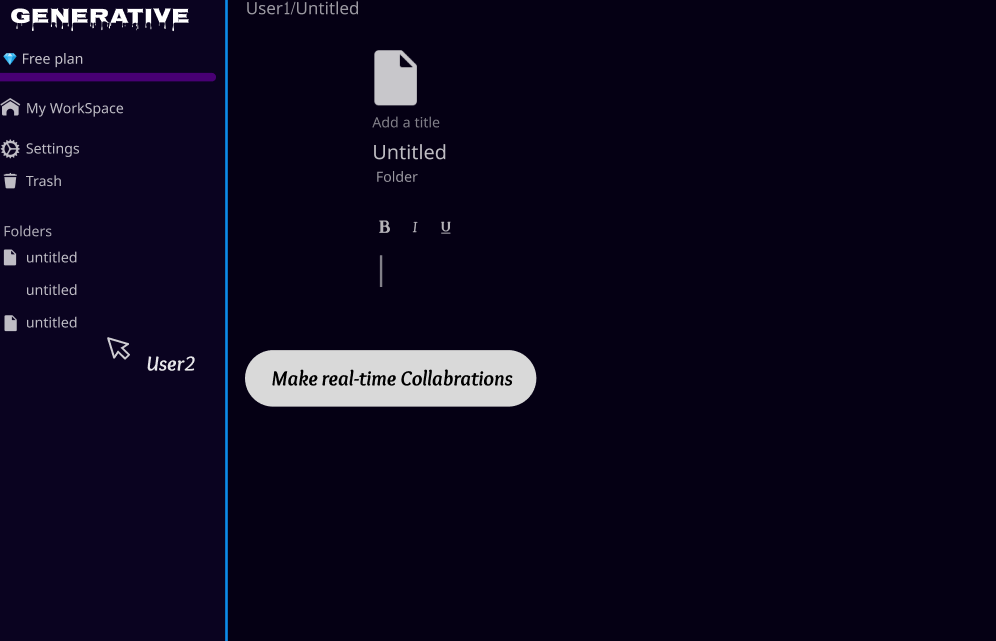 GENERATIVE
Free plan
My WorkSpace
Settings
Trash
Folders
untitled
untitled
untitled
User2
User1/Untitled
Add a title
Untitled
Folder
B I U
Make real-time Collabrations